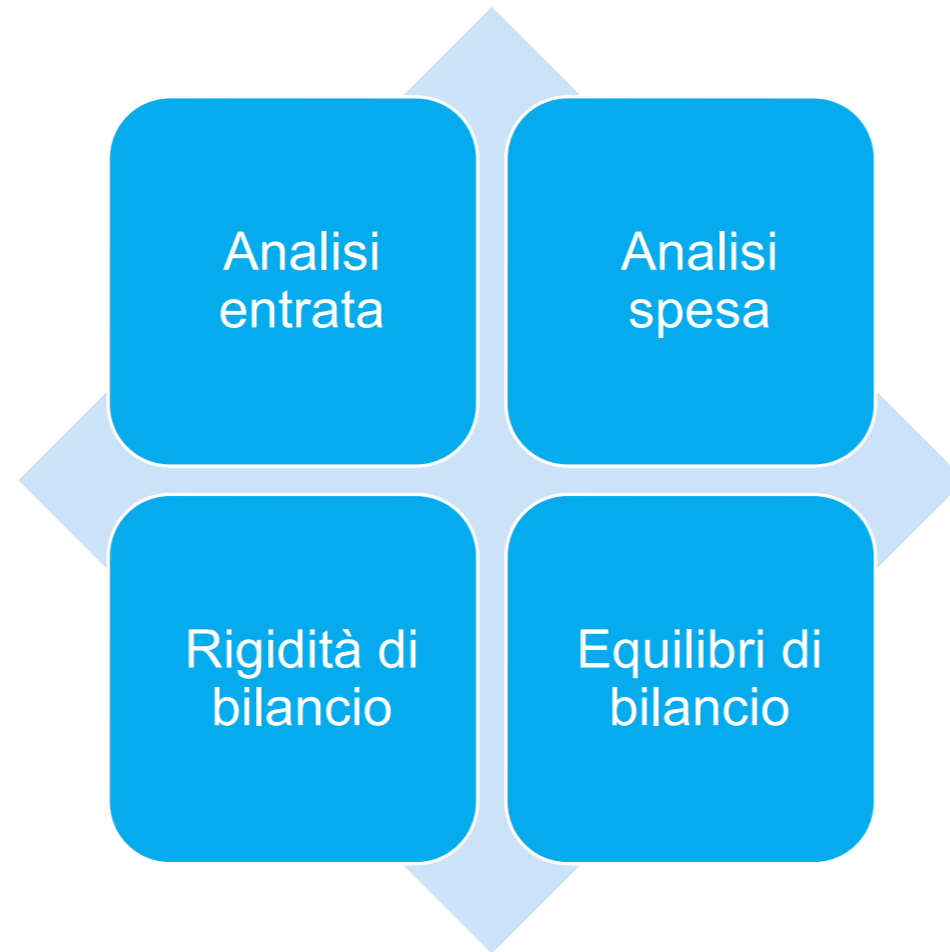 Analisi
entrata
Analisi
spesa
Rigidità di
bilancio
Equilibri di
bilancio